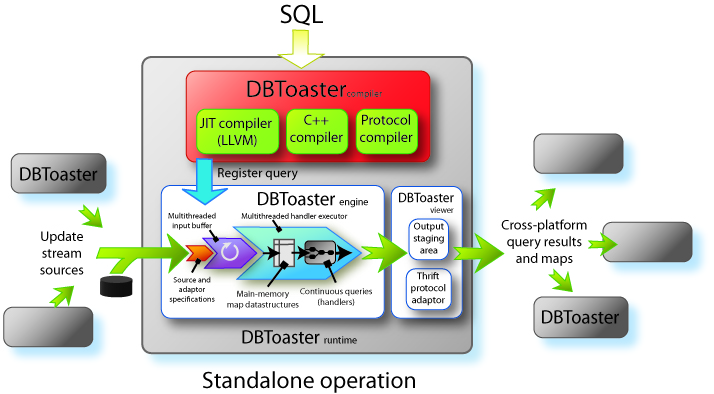 SQL
DBToaster compiler
JIT compiler
(LLVM)
C++
compiler
Protocol
compiler
Register query
DBToaster
Update
stream
sources
DBToaster engine
Multithreaded
input buffer
Multithreaded handler executor
Source and
adaptor
specifications
Main-memory
map datastructures
Continuous queries
(handlers)
DBToaster
viewer
Output
staging
area
Thrift
protocol
adaptor
DBToaster runtime
Cross-platform
query results
and maps
DBToaster
Standalone operation